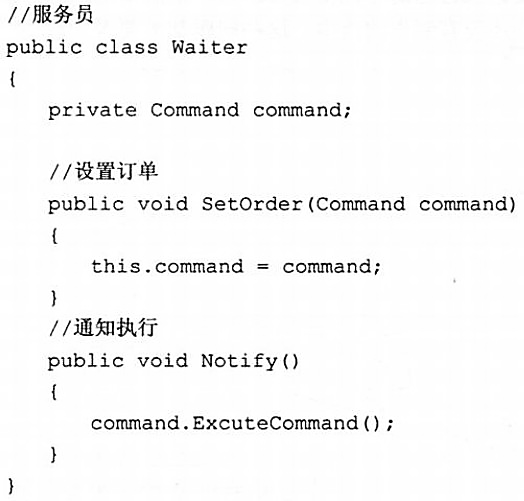 //服务员
public class Waiter
{
private Command command;
//设置订单
public void SetOrder(Command command)
{
this.command = command;
}
//通知执行
public void Notify()
{
command.ExcuteCommand();
}
}